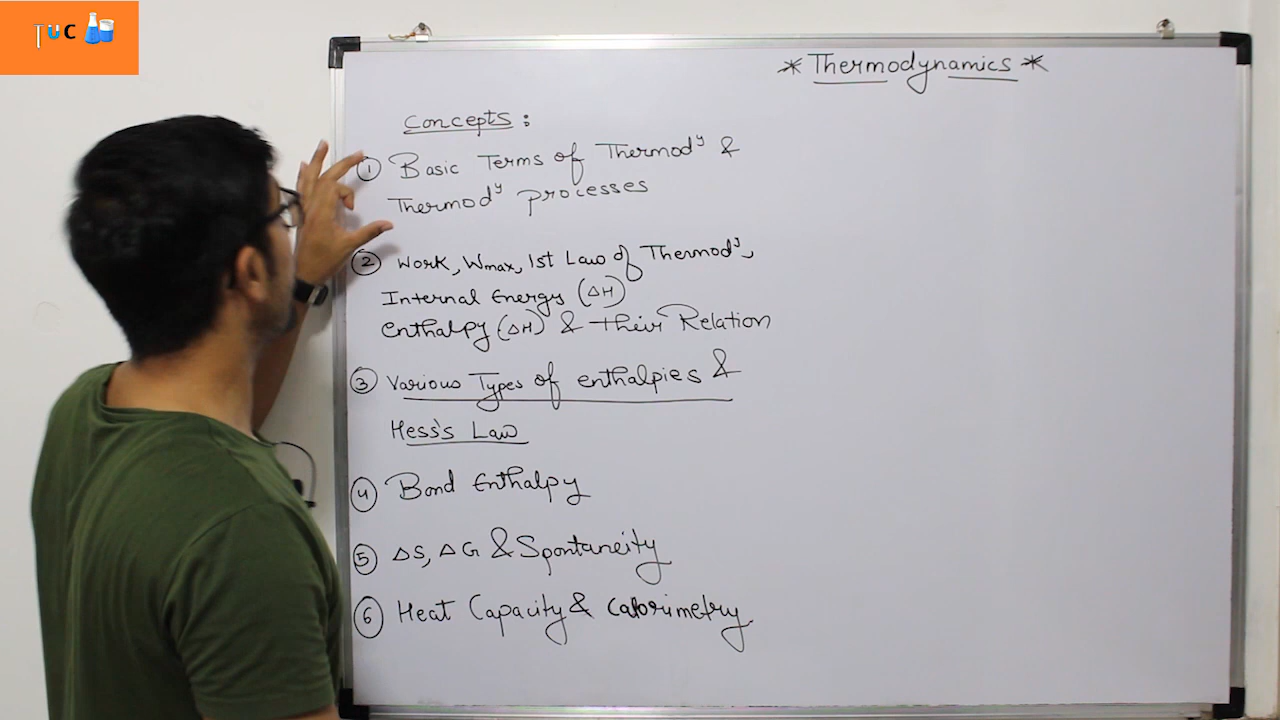 TUC
* Thermodynamics *
Concepts :
① Basic Terms of Thermodʸ &
Thermodʸ processes
② Work, Wmax, 1st Law of Thermodʸ,
Internal Energy (ΔH)
Enthalpy (ΔH) & their Relation
③ Various Types of enthalpies &
Hess's Law
④ Bond Enthalpy
⑤ ΔS, ΔG & Spontaneity
⑥ Heat Capacity & Calorimetry.